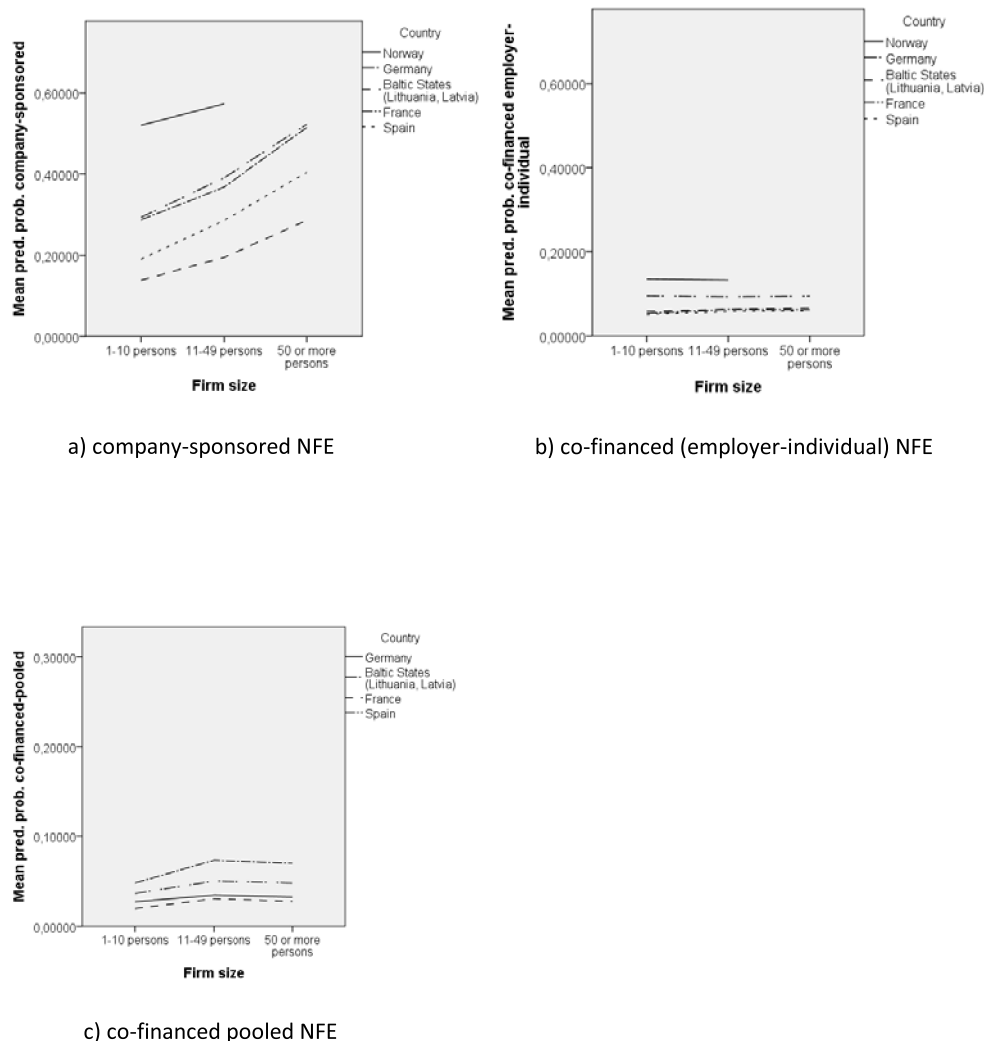 Mean pred. prob. company-sponsored
0,60000
0,40000
0,20000
0,00000
1-10 persons 11-49 persons 50 or more
persons
Firm size
Country
Norway
Germany
Baltic States
(Lithuania, Latvia)
France
Spain
a) company-sponsored NFE
Mean pred. prob. co-financed employer-
individual
0,60000
0,40000
0,20000
0,00000
1-10 persons 11-49 persons 50 or more
persons
Firm size
Country
Norway
Germany
Baltic States
(Lithuania, Latvia)
France
Spain
b) co-financed (employer-individual) NFE
Mean pred. prob. co-financed-pooled
0,30000
0,20000
0,10000
0,00000
1-10 persons 11-49 persons 50 or more
persons
Firm size
Country
Germany
Baltic States
(Lithuania, Latvia)
France
Spain
c) co-financed pooled NFE